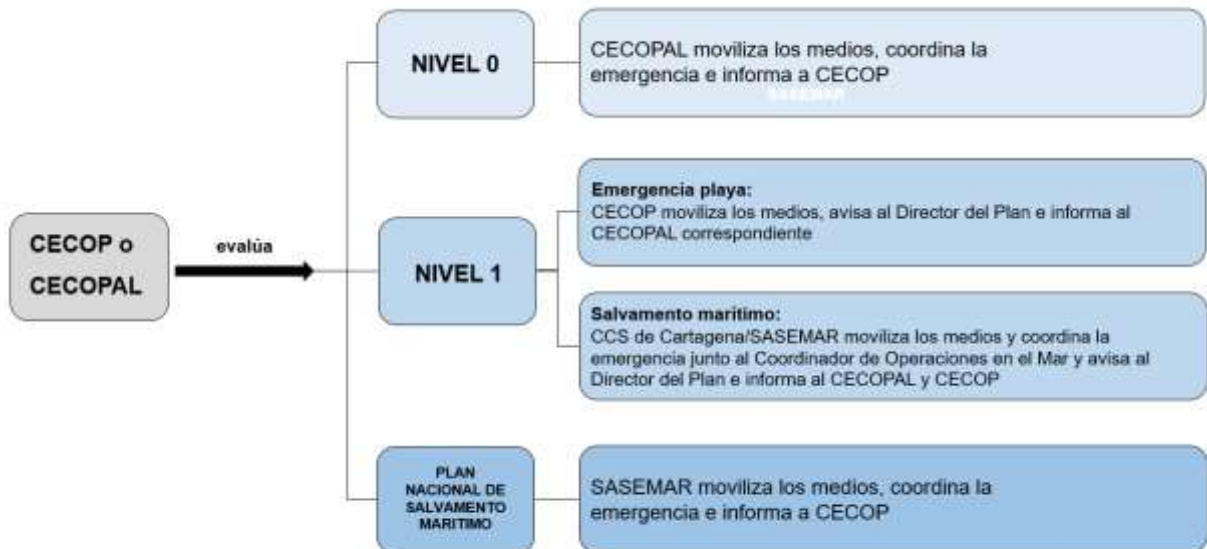 NIVEL 0
CECOPAL moviliza los medios, coordina la
emergencia e informa a CECOP
SASEMAR
Emergencia playa:
CECOP moviliza los medios, avisa al Director del Plan e informa al
CECOPAL correspondiente
CECOP o
CECOPAL
evalúa
NIVEL 1
Salvamento marítimo:
CCS de Cartagena/SASEMAR moviliza los medios y coordina la
emergencia junto al Coordinador de Operaciones en el Mar y avisa al
Director del Plan e informa al CECOPAL y CECOP
PLAN
NACIONAL DE
SALVAMENTO
MARITIMO
SASEMAR moviliza los medios, coordina la
emergencia e informa a CECOP